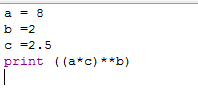 a = 8
b =2
c =2.5
print ((a*c)**b)